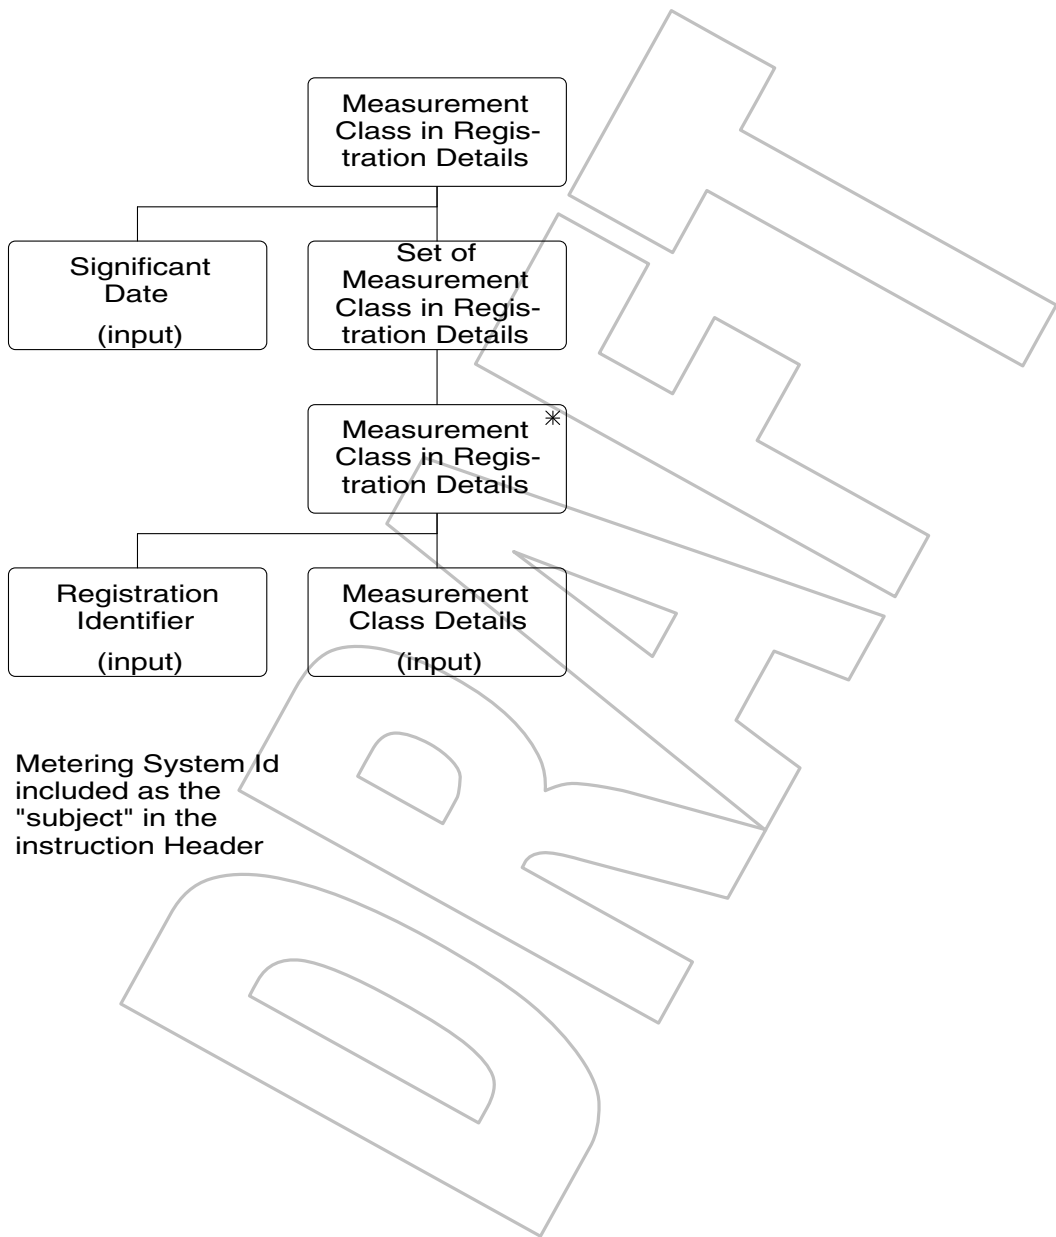 Measurement
Class in Regis-
tration Details
Significant
Date
(input)
Set of
Measurement
Class in Regis-
tration Details
Measurement *
Class in Regis-
tration Details
Registration
Identifier
(input)
Measurement
Class Details
(input)
Metering System Id
included as the
"subject" in the
instruction Header
DRAFT